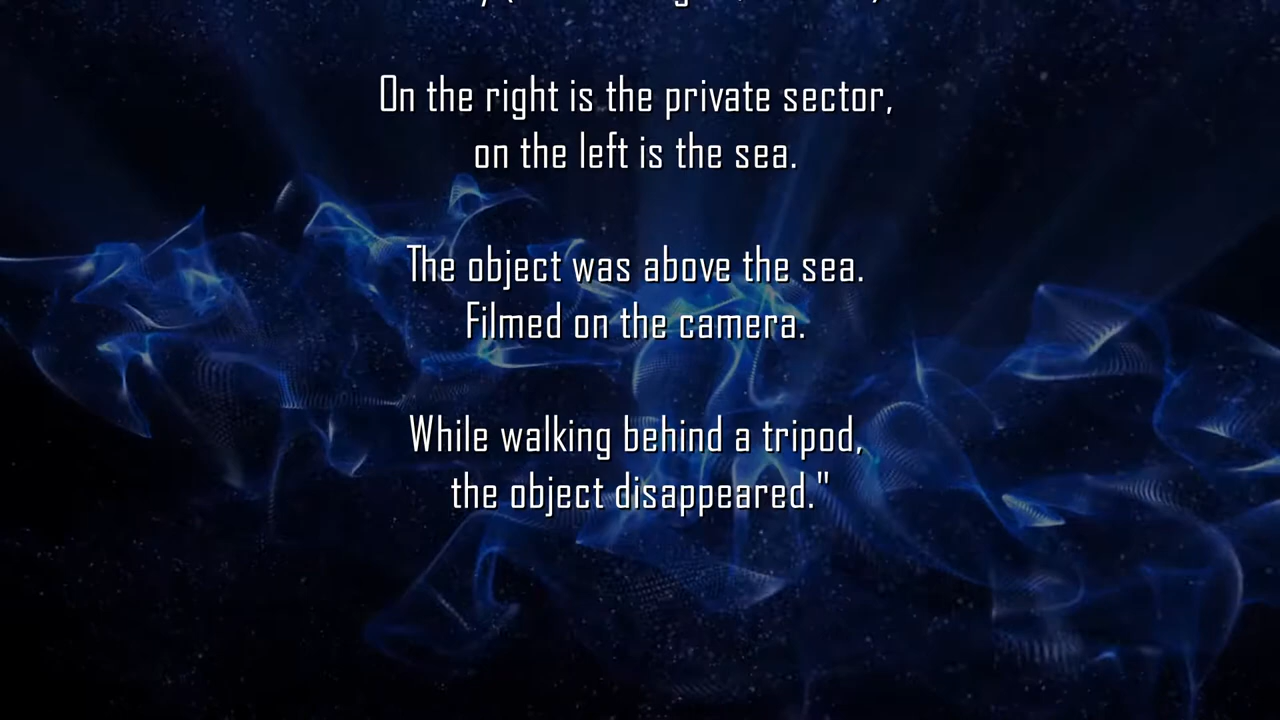 On the right is the private sector,
on the left is the sea.
The object was above the sea.
Filmed on the camera.
While walking behind a tripod,
the object disappeared."